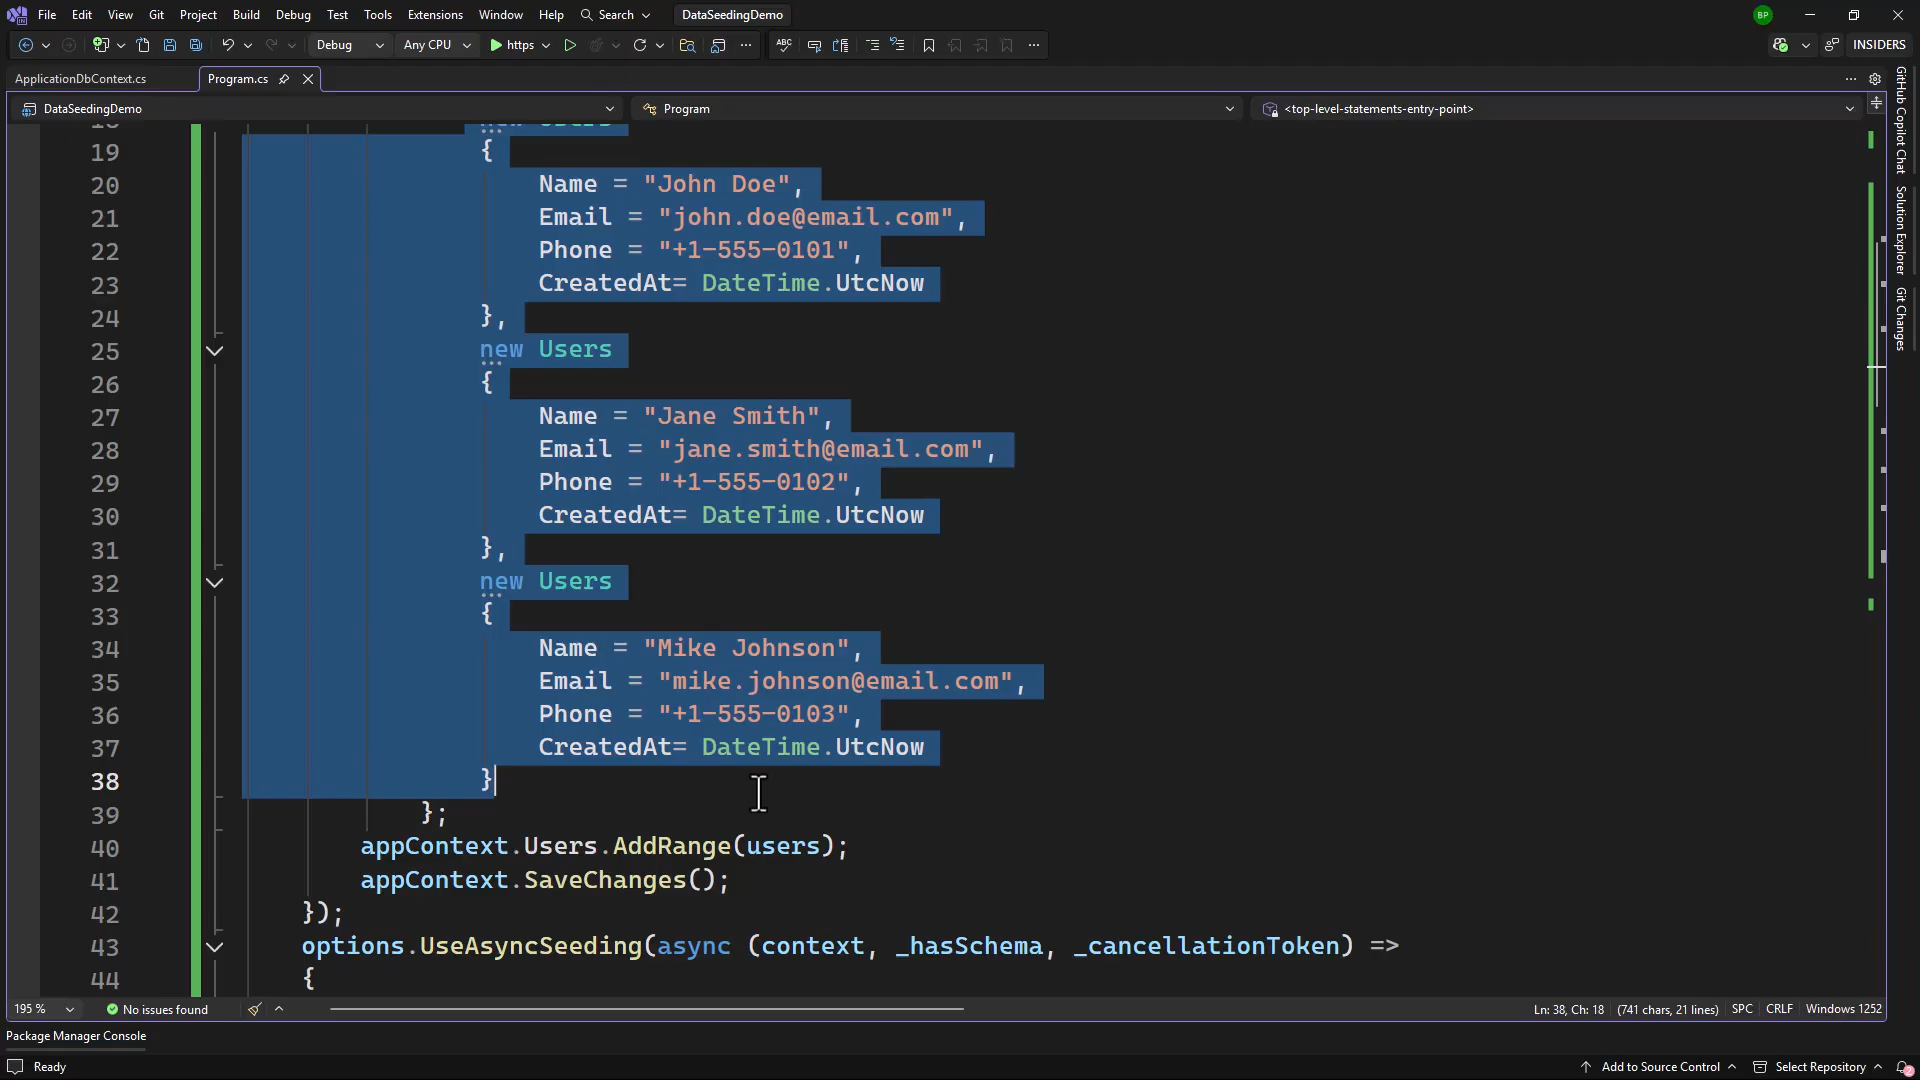 File Edit View Git Project Build Debug Test Tools Extensions Window Help Search DataSeedingDemo BP
Debug Any CPU https INSIDERS
ApplicationDbContext.cs Program.cs
DataSeedingDemo Program <top-level-statements-entry-point>
18 new Users
19 {
20 Name = "John Doe",
21 Email = "john.doe@email.com",
22 Phone = "+1-555-0101",
23 CreatedAt= DateTime.UtcNow
24 },
25 new Users
26 {
27 Name = "Jane Smith",
28 Email = "jane.smith@email.com",
29 Phone = "+1-555-0102",
30 CreatedAt= DateTime.UtcNow
31 },
32 new Users
33 {
34 Name = "Mike Johnson",
35 Email = "mike.johnson@email.com",
36 Phone = "+1-555-0103",
37 CreatedAt= DateTime.UtcNow
38 }
39 };
40 appContext.Users.AddRange(users);
41 appContext.SaveChanges();
42 });
43 options.UseAsyncSeeding(async (context, _hasSchema, _cancellationToken) =>
44 {
GitHub Copilot Chat
Solution Explorer
Git Changes
195 % No issues found Ln: 38, Ch: 18 (741 chars, 21 lines) SPC CRLF Windows 1252
Package Manager Console
Ready Add to Source Control Select Repository 2